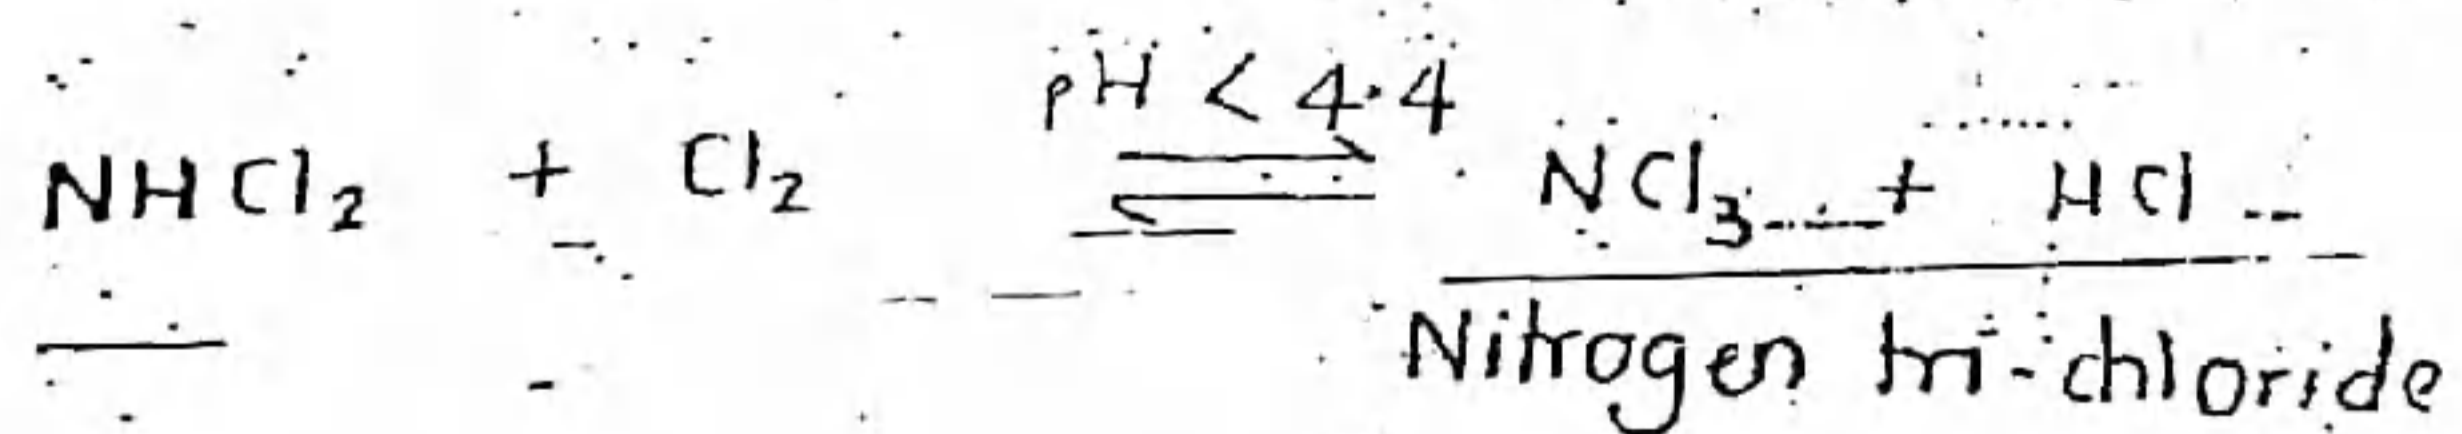 pH < 4.4
NHCl₂ + Cl₂ ⇌ NCl₃ + HCl
Nitrogen tri-chloride